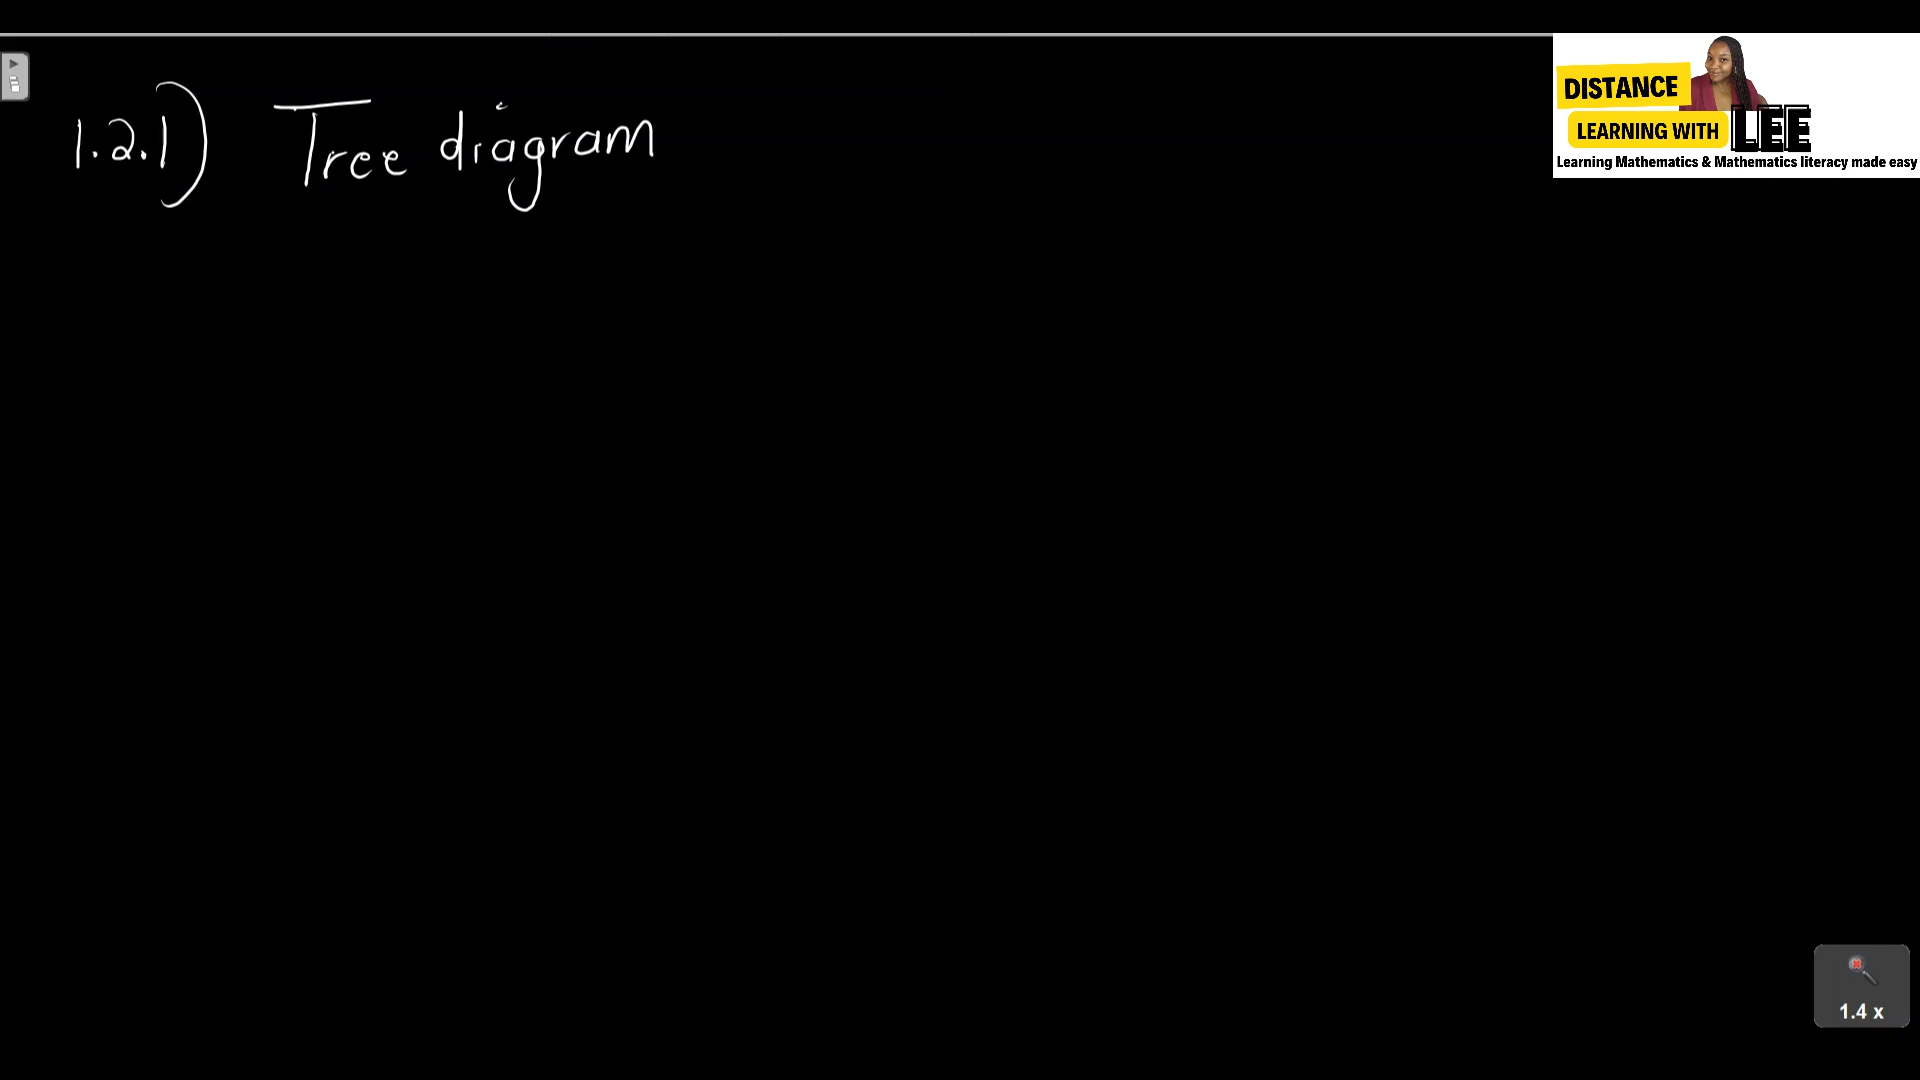 1.2.1) Tree diagram
DISTANCE
LEARNING WITH LEE
Learning Mathematics & Mathematics literacy made easy
1.4 x